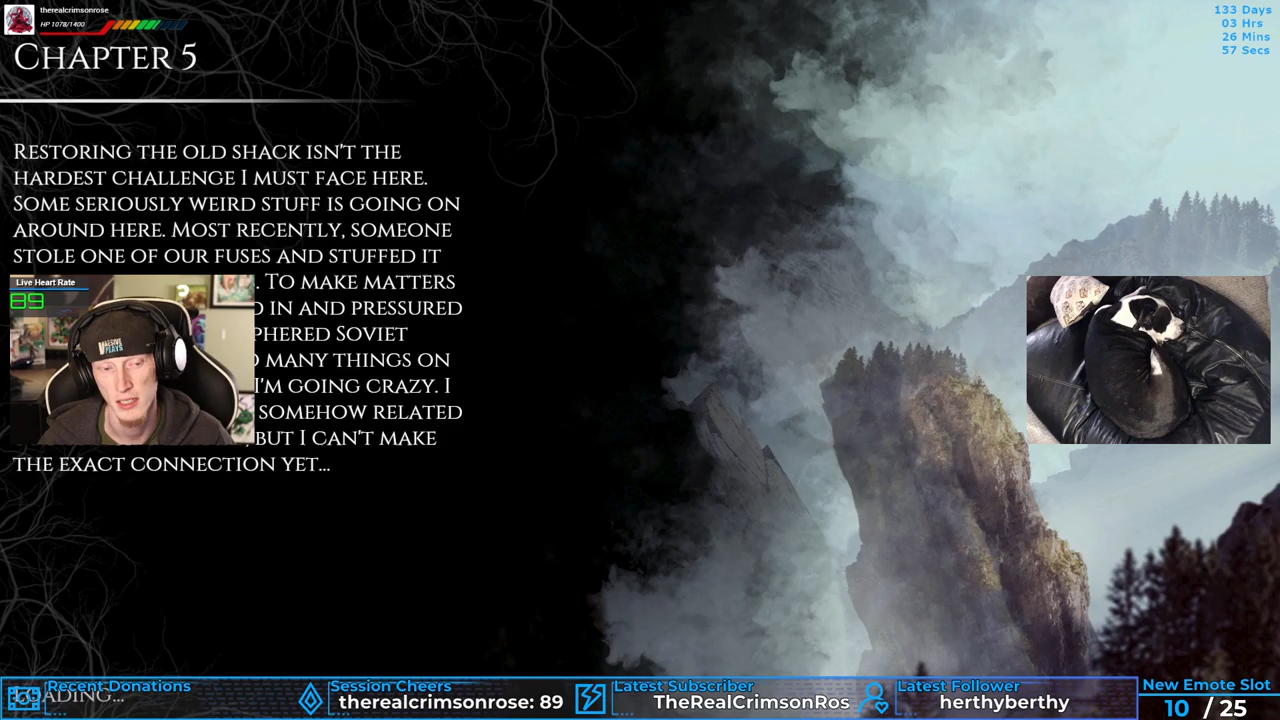 therealcrimsonrose
HP 1078/1400
133 Days
03 Hrs
26 Mins
57 Secs
Chapter 5
Restoring the old shack isn't the
hardest challenge I must face here.
Some seriously weird stuff is going on
around here. Most recently, someone
stole one of our fuses and stuffed it
. To make matters
in and pressured
Soviet
many things on
I'm going crazy. I
somehow related
but I can't make
the exact connection yet...
Live Heart Rate
89
Loading...
Recent Donations
Session Cheers
therealcrimsonrose: 89
Latest Subscriber
TheRealCrimsonRos
Latest Follower
herthyberthy
New Emote Slot
10 / 25